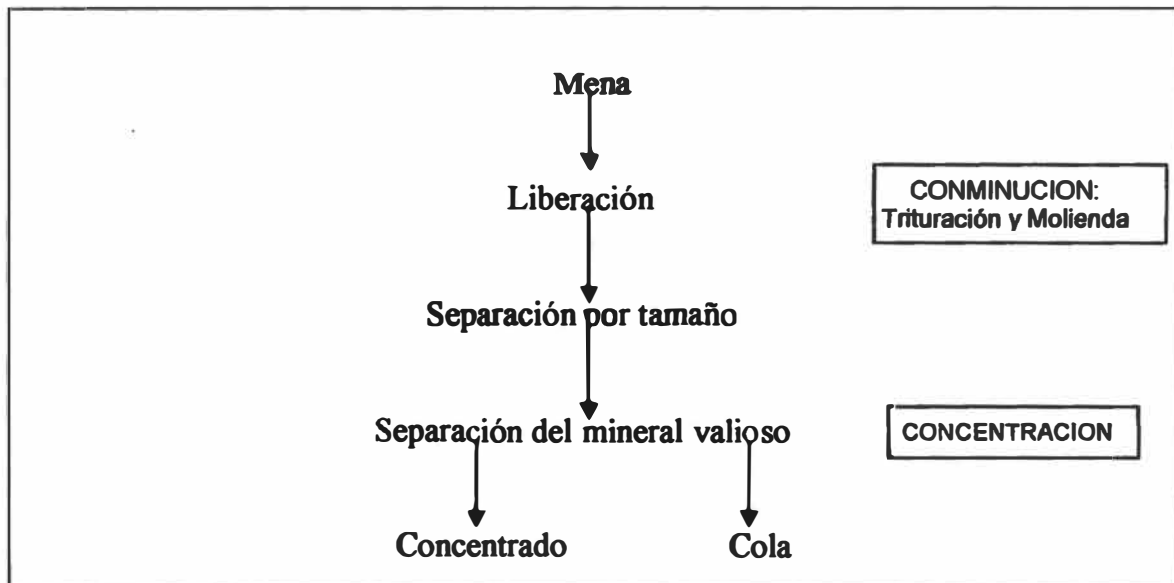 Mena
Liberación
CONMINUCION:
Trituración y Molienda
Separación por tamaño
Separación del mineral valioso
CONCENTRACION
Concentrado
Cola